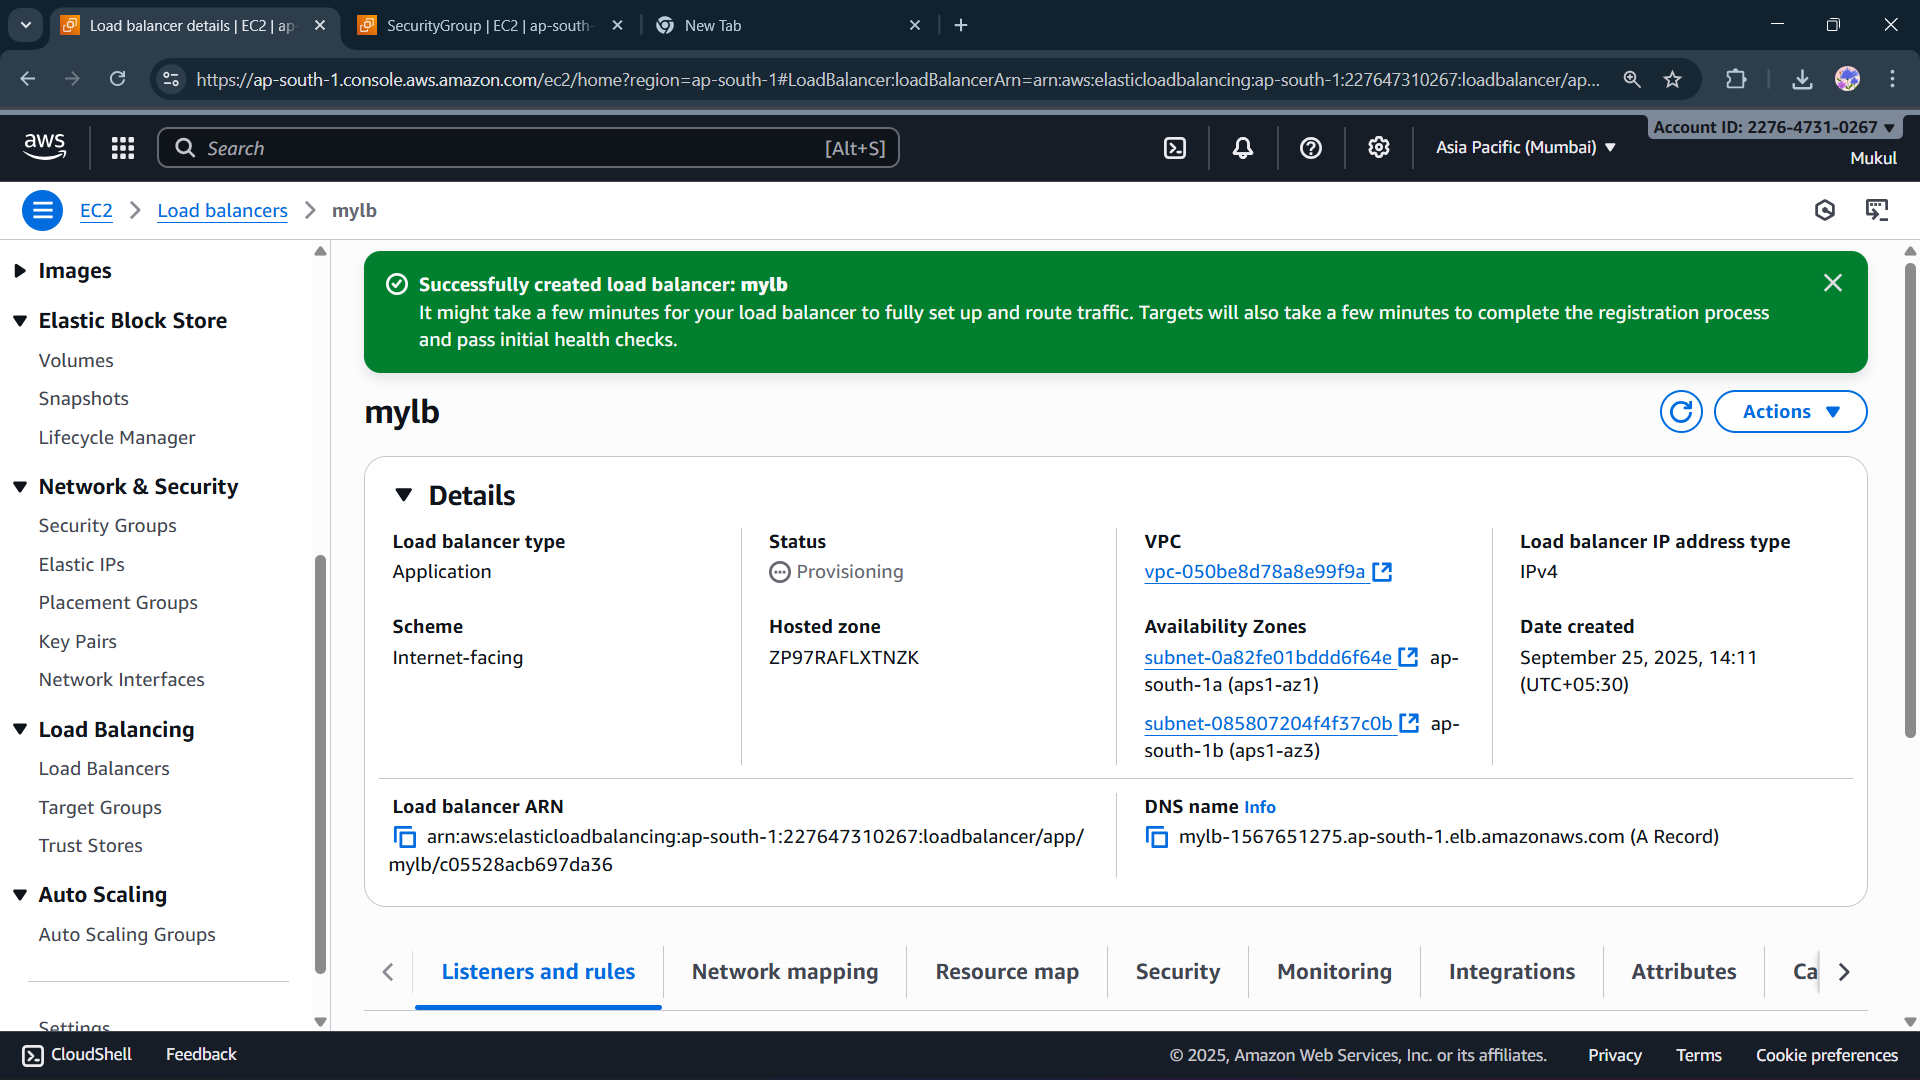 Load balancer details | EC2 | ap-
SecurityGroup | EC2 | ap-south-
New Tab
https://ap-south-1.console.aws.amazon.com/ec2/home?region=ap-south-1#LoadBalancer:loadBalancerArn=arn:aws:elasticloadbalancing:ap-south-1:227647310267:loadbalancer/ap...
aws
Search
[Alt+S]
Asia Pacific (Mumbai)
Account ID: 2276-4731-0267
Mukul
EC2
Load balancers
mylb
Images
Elastic Block Store
Volumes
Snapshots
Lifecycle Manager
Network & Security
Security Groups
Elastic IPs
Placement Groups
Key Pairs
Network Interfaces
Load Balancing
Load Balancers
Target Groups
Trust Stores
Auto Scaling
Auto Scaling Groups
Settings
Successfully created load balancer: mylb
It might take a few minutes for your load balancer to fully set up and route traffic. Targets will also take a few minutes to complete the registration process
and pass initial health checks.
mylb
Actions
Details
Load balancer type
Application
Status
Provisioning
VPC
vpc-050be8d78a8e99f9a
Load balancer IP address type
IPv4
Scheme
Internet-facing
Hosted zone
ZP97RAFLXTNZK
Availability Zones
subnet-0a82fe01bddd6f64e ap-
south-1a (aps1-az1)
subnet-085807204f4f37c0b ap-
south-1b (aps1-az3)
Date created
September 25, 2025, 14:11
(UTC+05:30)
Load balancer ARN
arn:aws:elasticloadbalancing:ap-south-1:227647310267:loadbalancer/app/
mylb/c05528acb697da36
DNS name Info
mylb-1567651275.ap-south-1.elb.amazonaws.com (A Record)
Listeners and rules
Network mapping
Resource map
Security
Monitoring
Integrations
Attributes
Ca
CloudShell
Feedback
© 2025, Amazon Web Services, Inc. or its affiliates.
Privacy
Terms
Cookie preferences